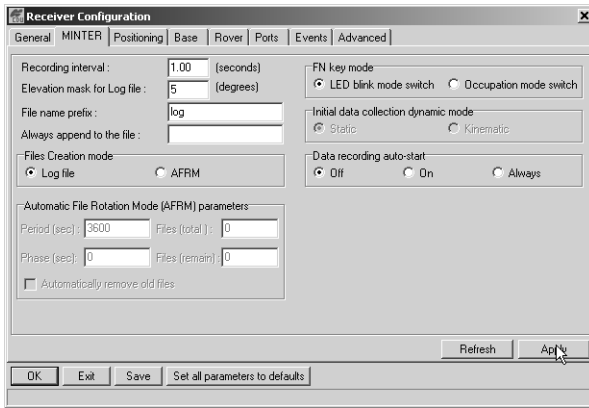 Receiver Configuration
General MINTER Positioning Base Rover Ports Events Advanced
Recording interval : 1.00 (seconds)
Elevation mask for Log file : 5 (degrees)
File name prefix : log
Always append to the file :
Files Creation mode
Log file AFRM
Automatic File Rotation Mode (AFRM) parameters
Period (sec) : 3600 Files (total ) : 0
Phase (sec): 0 Files (remain) : 0
Automatically remove old files
FN key mode
LED blink mode switch Occupation mode switch
Initial data collection dynamic mode
Static Kinematic
Data recording auto-start
Off On Always
Refresh Apply
OK Exit Save Set all parameters to defaults